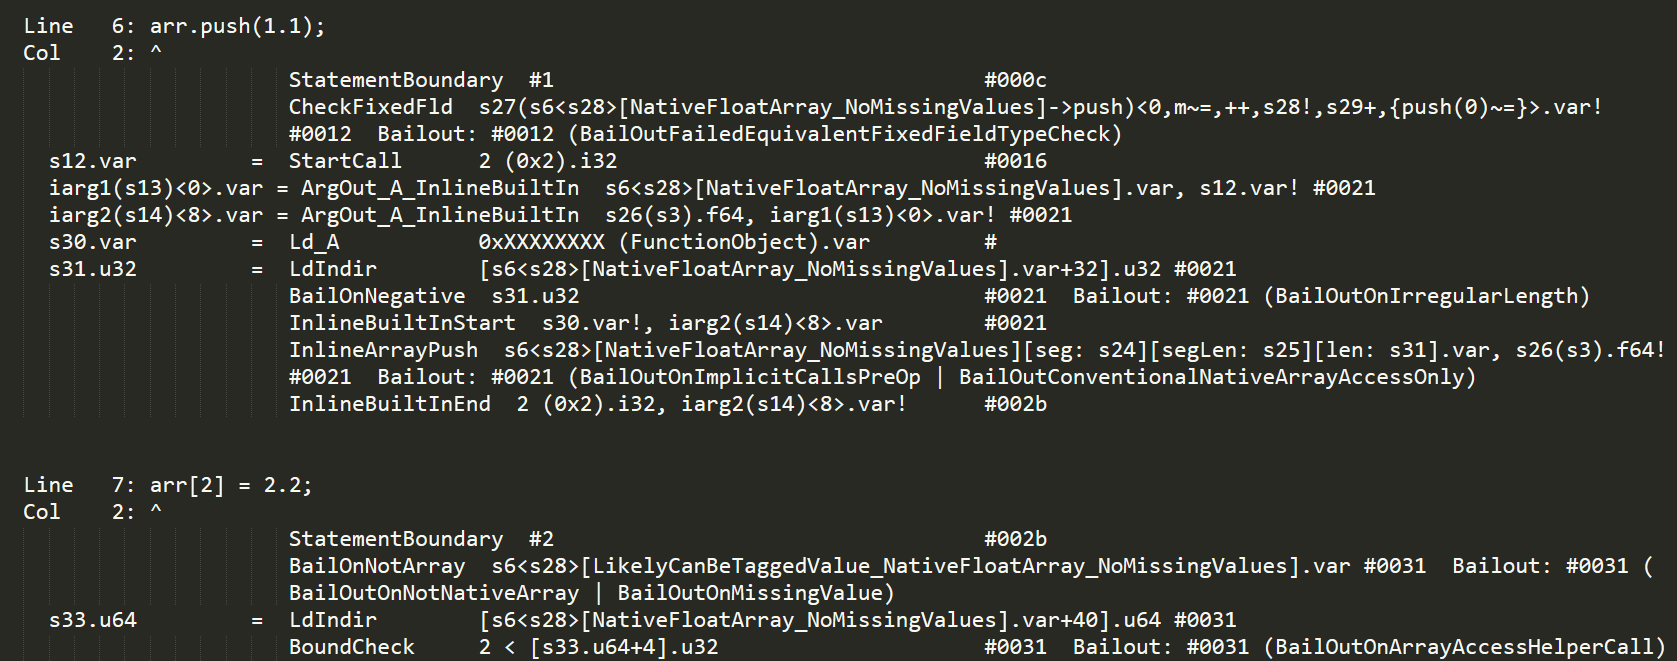 Line   6: arr.push(1.1);
Col    2: ^
StatementBoundary  #1                                  #000c
CheckFixedFld  s27(s6<s28>[NativeFloatArray_NoMissingValues]->push)<0,m~=,++,s28!,s29+,{push(0)~=}>.var!
#0012  Bailout: #0012 (BailOutFailedEquivalentFixedFieldTypeCheck)
s12.var         =  StartCall      2 (0x2).i32                             #0016
iarg1(s13)<0>.var = ArgOut_A_InlineBuiltIn  s6<s28>[NativeFloatArray_NoMissingValues].var, s12.var! #0021
iarg2(s14)<8>.var = ArgOut_A_InlineBuiltIn  s26(s3).f64, iarg1(s13)<0>.var! #0021
s30.var         =  Ld_A           0xXXXXXXXX (FunctionObject).var         #
s31.u32         =  LdIndir        [s6<s28>[NativeFloatArray_NoMissingValues].var+32].u32 #0021
BailOnNegative  s31.u32                                #0021  Bailout: #0021 (BailOutOnIrregularLength)
InlineBuiltInStart  s30.var!, iarg2(s14)<8>.var        #0021
InlineArrayPush  s6<s28>[NativeFloatArray_NoMissingValues][seg: s24][segLen: s25][len: s31].var, s26(s3).f64!
#0021  Bailout: #0021 (BailOutOnImplicitCallsPreOp | BailOutConventionalNativeArrayAccessOnly)
InlineBuiltInEnd  2 (0x2).i32, iarg2(s14)<8>.var!      #002b
Line   7: arr[2] = 2.2;
Col    2: ^
StatementBoundary  #2                                  #002b
BailOnNotArray  s6<s28>[LikelyCanBeTaggedValue_NativeFloatArray_NoMissingValues].var #0031  Bailout: #0031 (
BailOutOnNotNativeArray | BailOutOnMissingValue)
s33.u64         =  LdIndir        [s6<s28>[NativeFloatArray_NoMissingValues].var+40].u64 #0031
BoundCheck     2 < [s33.u64+4].u32                     #0031  Bailout: #0031 (BailOutOnArrayAccessHelperCall)